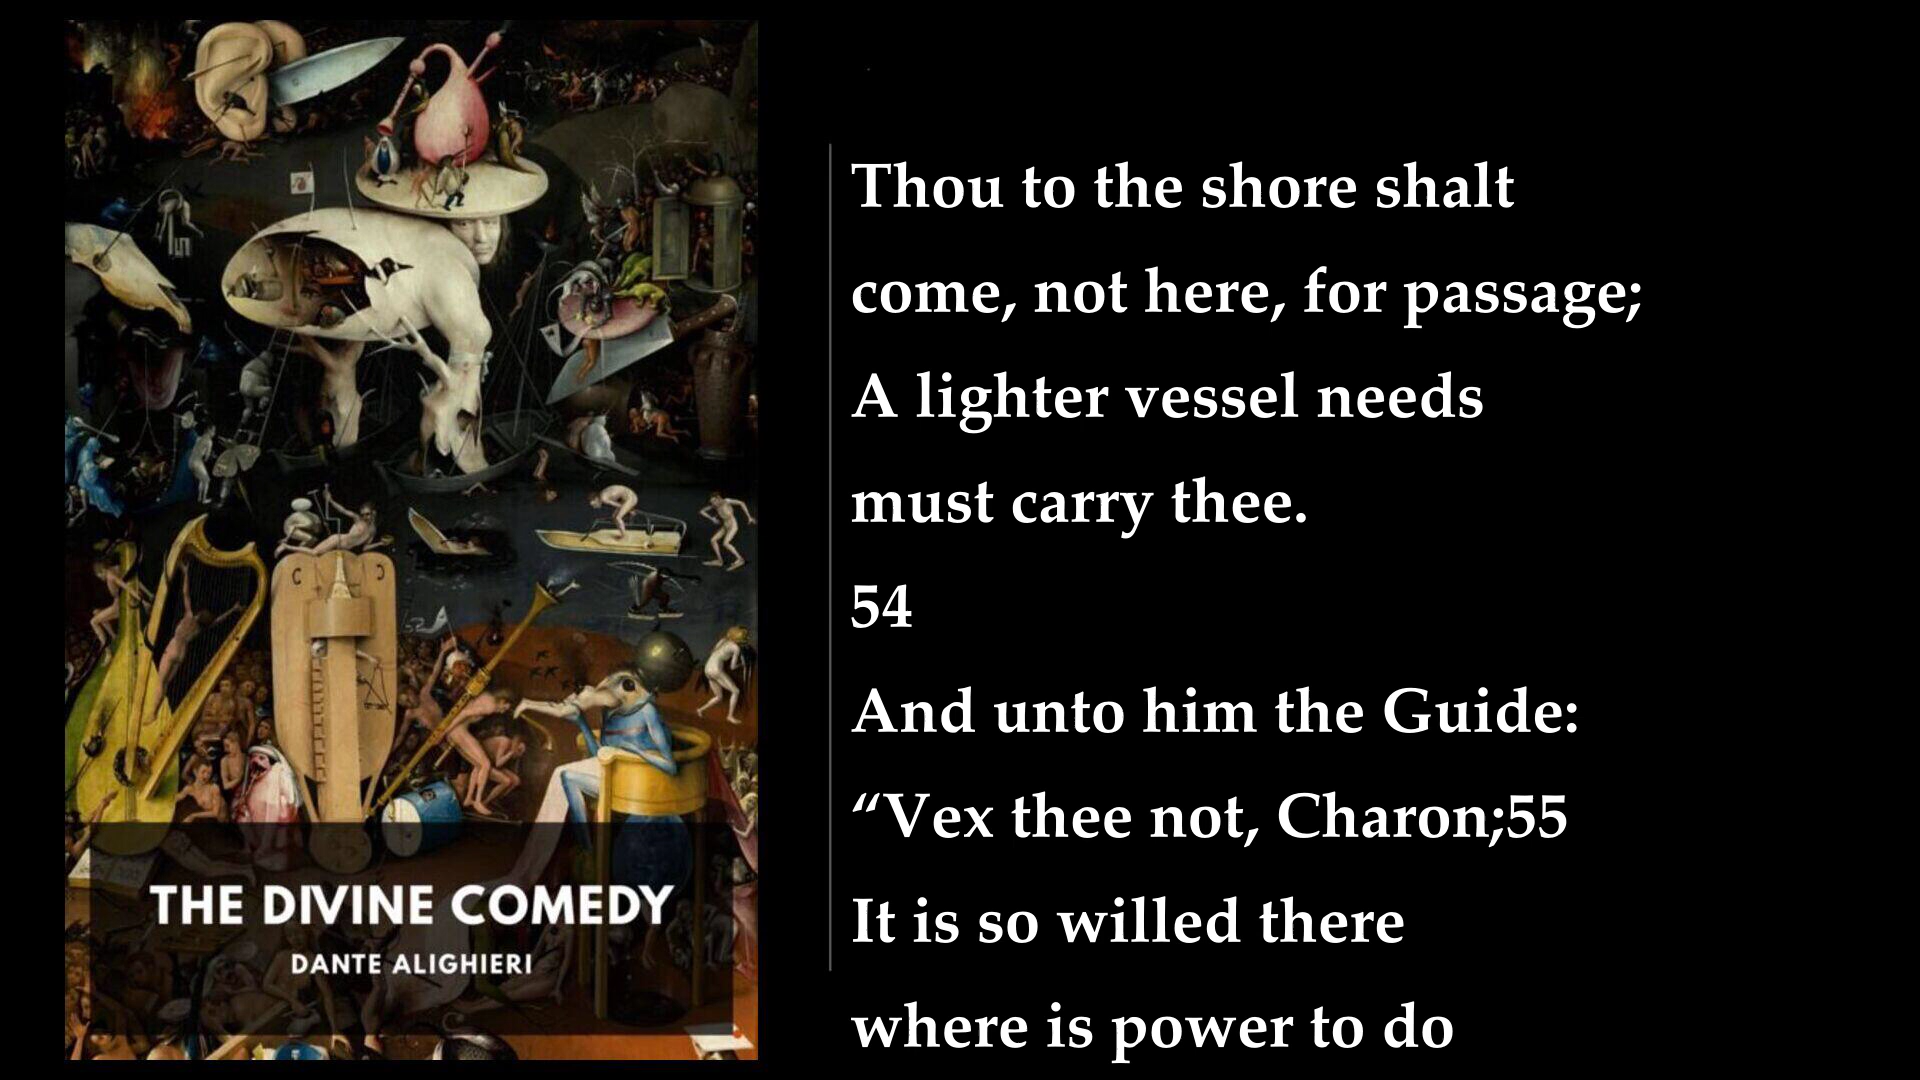 THE DIVINE COMEDY
DANTE ALIGHIERI
Thou to the shore shalt
come, not here, for passage;
A lighter vessel needs
must carry thee.
54
And unto him the Guide:
“Vex thee not, Charon;55
It is so willed there
where is power to do